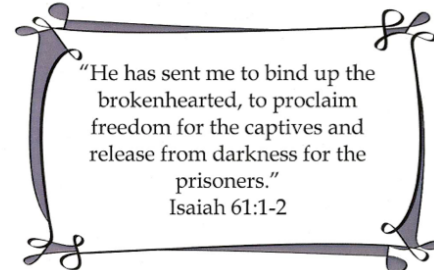 “He has sent me to bind up the
brokenhearted, to proclaim
freedom for the captives and
release from darkness for the
prisoners.”
Isaiah 61:1-2